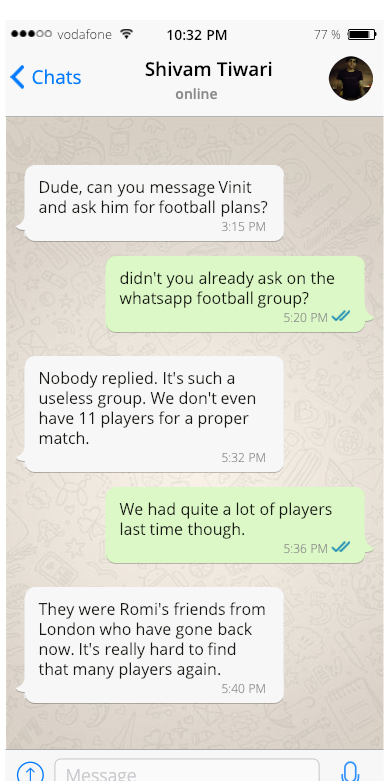 vodafone 10:32 PM 77 %
Chats
Shivam Tiwari
online
Dude, can you message Vinit
and ask him for football plans?
3:15 PM
didn't you already ask on the
whatsapp football group?
5:20 PM
Nobody replied. It's such a
useless group. We don't even
have 11 players for a proper
match.
5:32 PM
We had quite a lot of players
last time though.
5:36 PM
They were Romi's friends from
London who have gone back
now. It's really hard to find
that many players again.
5:40 PM
Message